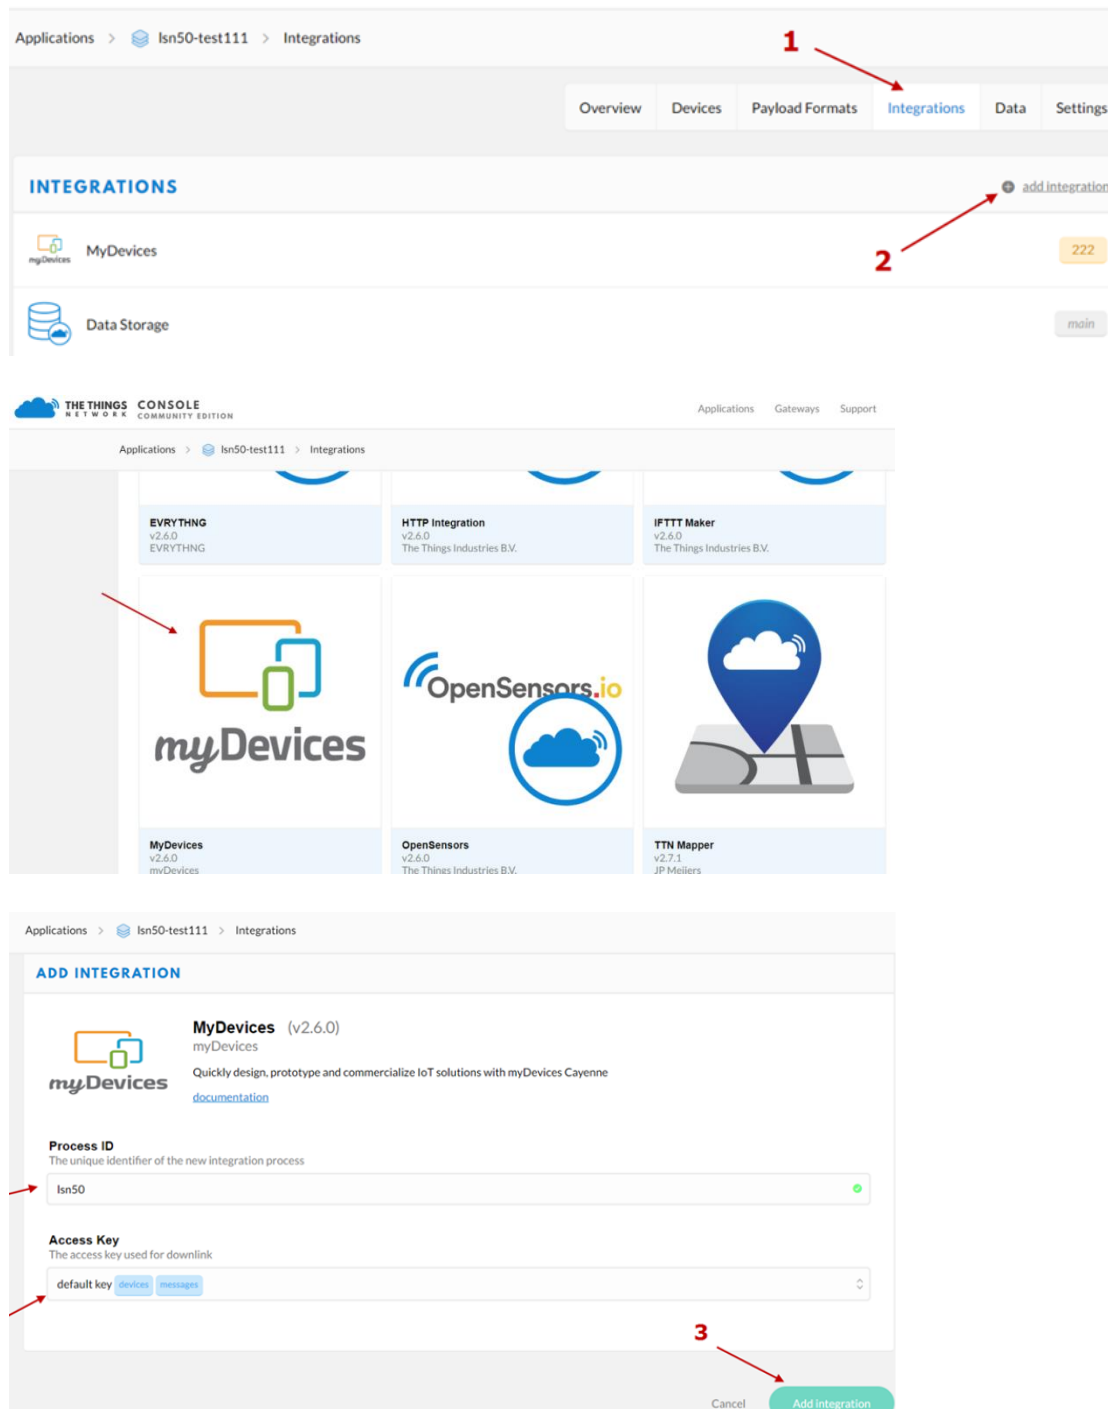 Applications > lsn50-test111 > Integrations
1
Overview Devices Payload Formats Integrations Data Settings
INTEGRATIONS
add integration
2
myDevices MyDevices 222
Data Storage main
THE THINGS NETWORK CONSOLE COMMUNITY EDITION
Applications Gateways Support
Applications > lsn50-test111 > Integrations
EVRYTHNG HTTP Integration IFTTT Maker
v2.6.0 v2.6.0 v2.6.0
EVRYTHNG The Things Industries B.V. The Things Industries B.V.
OpenSensors.io
myDevices
MyDevices OpenSensors TTN Mapper
v2.6.0 v2.6.0 v2.7.1
myDevices The Things Industries B.V. JP Meijers
Applications > lsn50-test111 > Integrations
ADD INTEGRATION
MyDevices (v2.6.0)
myDevices
Quickly design, prototype and commercialize IoT solutions with myDevices Cayenne
myDevices
documentation
Process ID
The unique identifier of the new integration process
lsn50
Access Key
The access key used for downlink
default key devices messages
3
Cancel Add integration